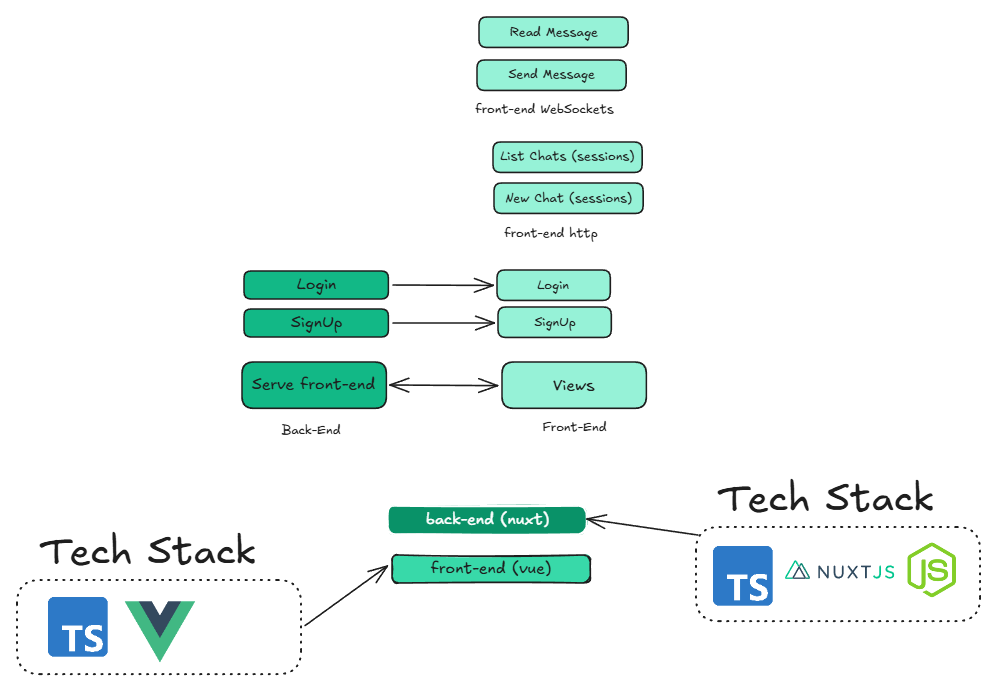 Read Message
Send Message
front-end WebSockets
List Chats (sessions)
New Chat (sessions)
front-end http
Login
Login
SignUp
SignUp
Serve front-end
Views
Back-End
Front-End
Tech Stack
back-end (nuxt)
Tech Stack
front-end (vue)
TS
NUXTJS
JS
TS